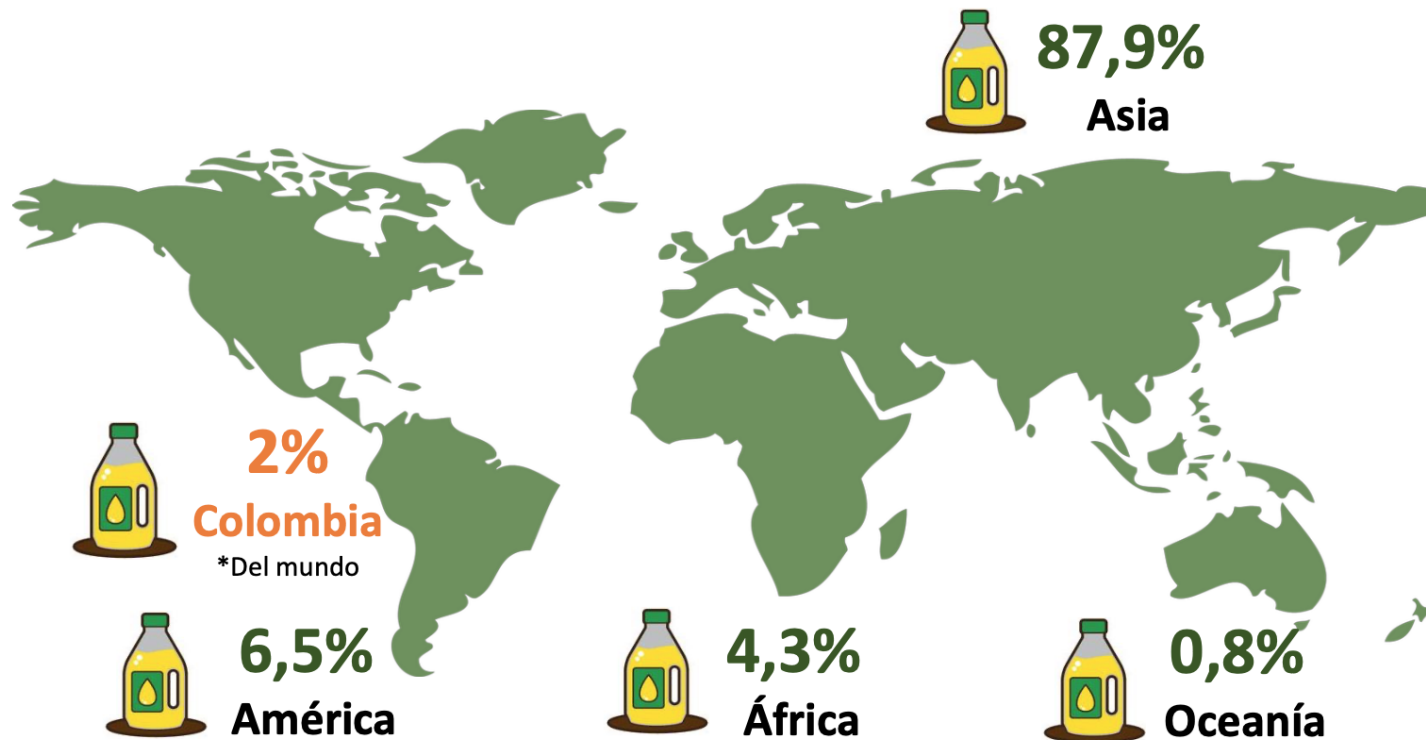 87,9%
Asia
2%
Colombia
*Del mundo
6,5%
América
4,3%
África
0,8%
Oceanía